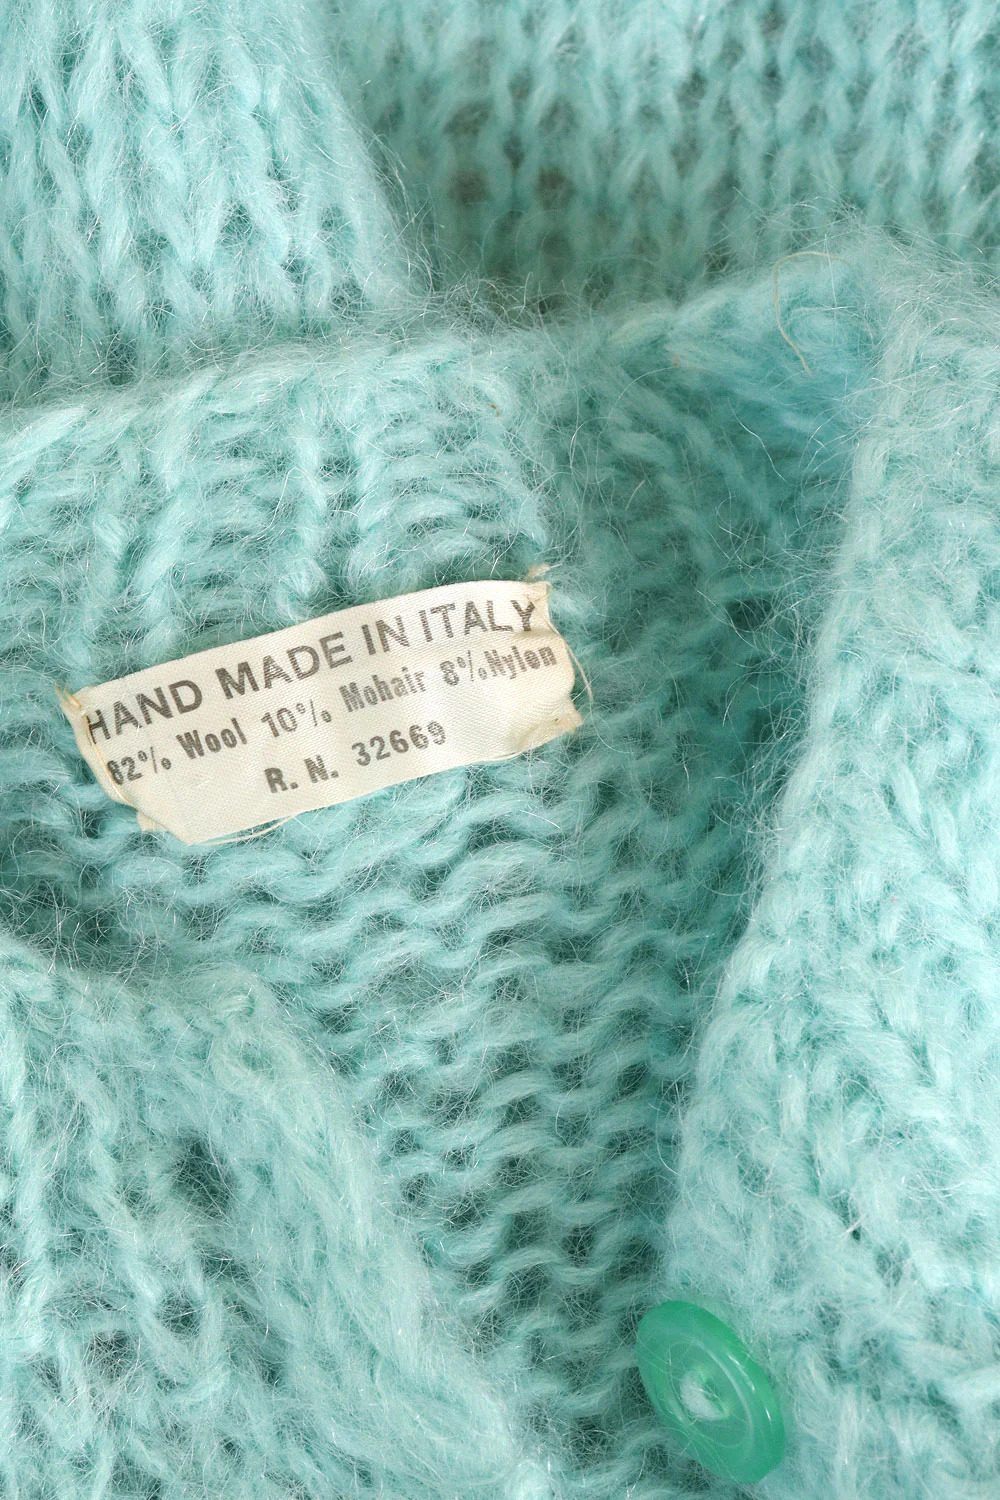 HAND MADE IN ITALY
82% Wool 10% Mohair 8% Nylon
R. N. 32669